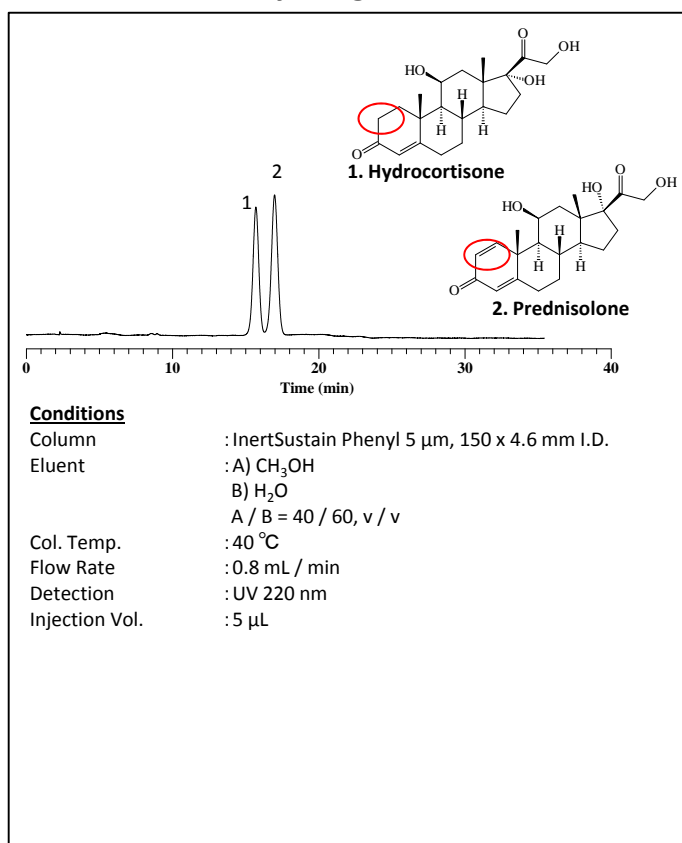 OH
O
HO
OH
H
H
H
O
1. Hydrocortisone
O
HO
OH
HO
H
H
H
O
2. Prednisolone
1
2
0 10 20 30 40
Time (min)
Conditions
Column : InertSustain Phenyl 5 μm, 150 x 4.6 mm I.D.
Eluent : A) CH₃OH
B) H₂O
A / B = 40 / 60, v / v
Col. Temp. : 40 ℃
Flow Rate : 0.8 mL / min
Detection : UV 220 nm
Injection Vol. : 5 μL